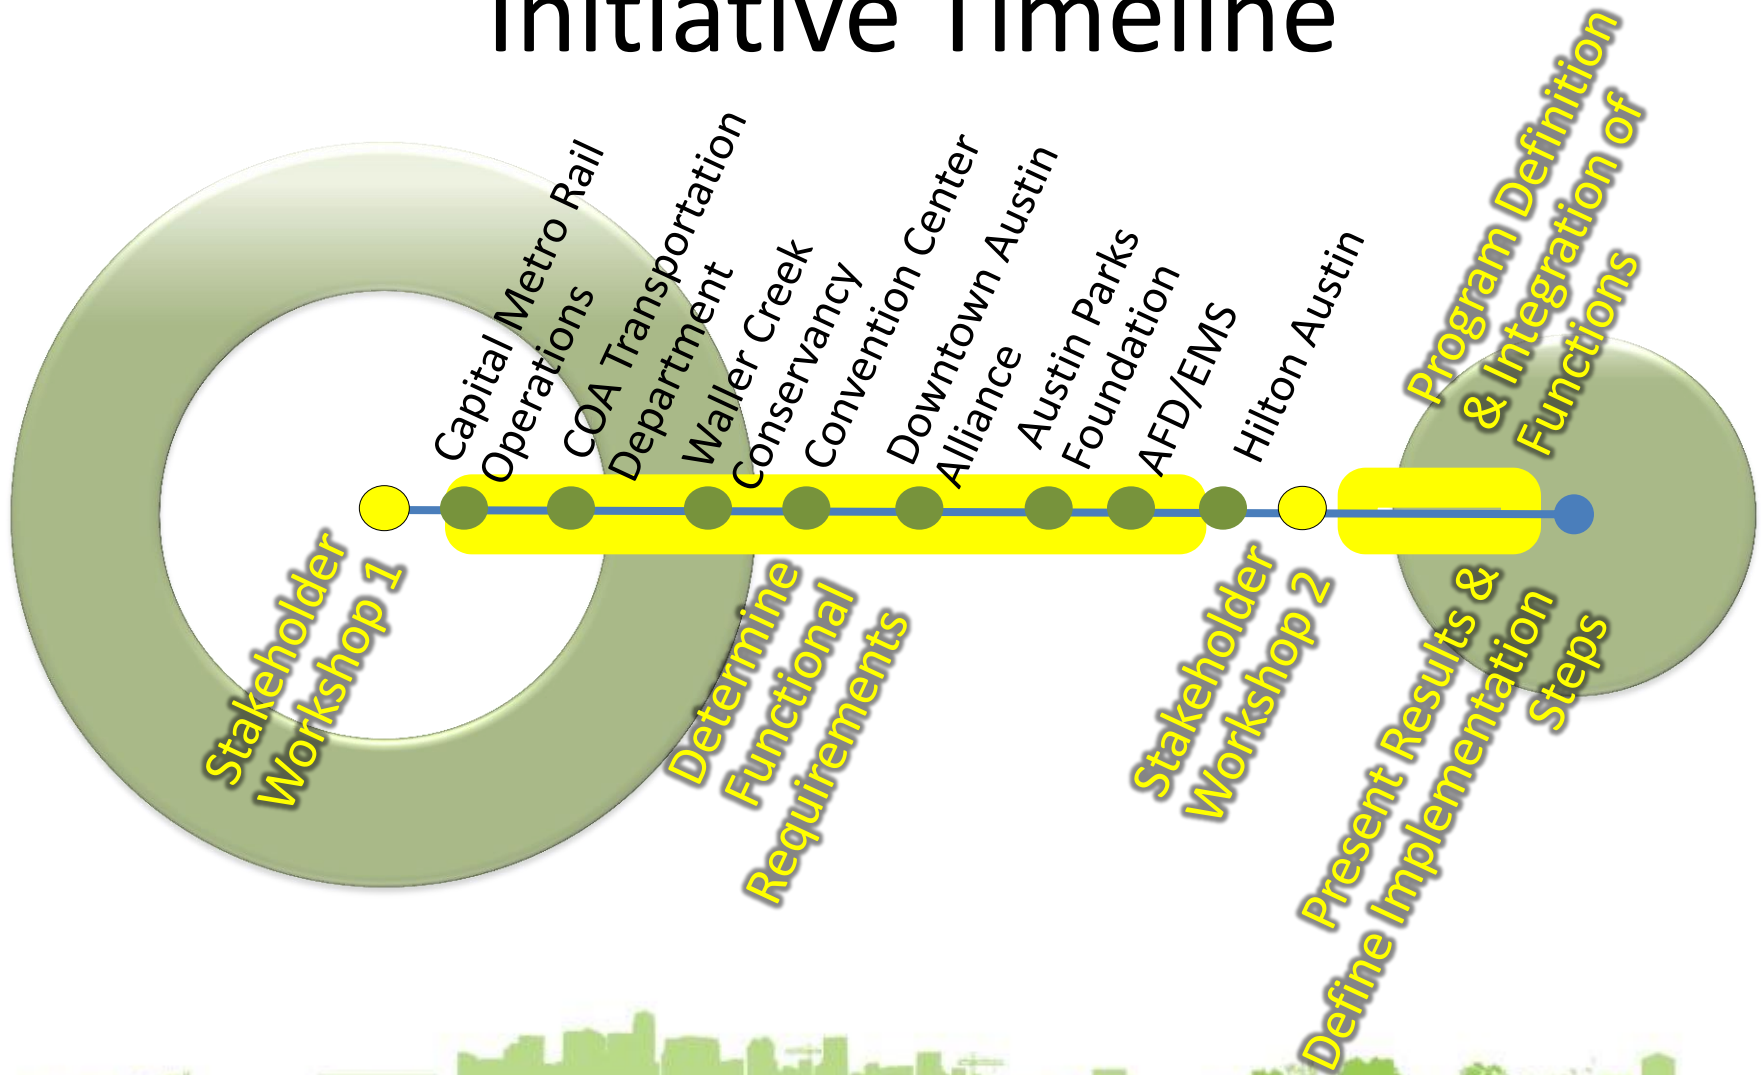 Initiative Timeline
Capital Metro Rail
Operations
COA Transportation
Department
Waller Creek
Conservancy
Convention Center
Downtown Austin
Alliance
Austin Parks
Foundation
AFD/EMS
Hilton Austin
Program Definition
& Integration of
Functions
Stakeholder
Workshop 1
Determine
Functional
Requirements
Stakeholder
Workshop 2
Present Results &
Define Implementation
Steps